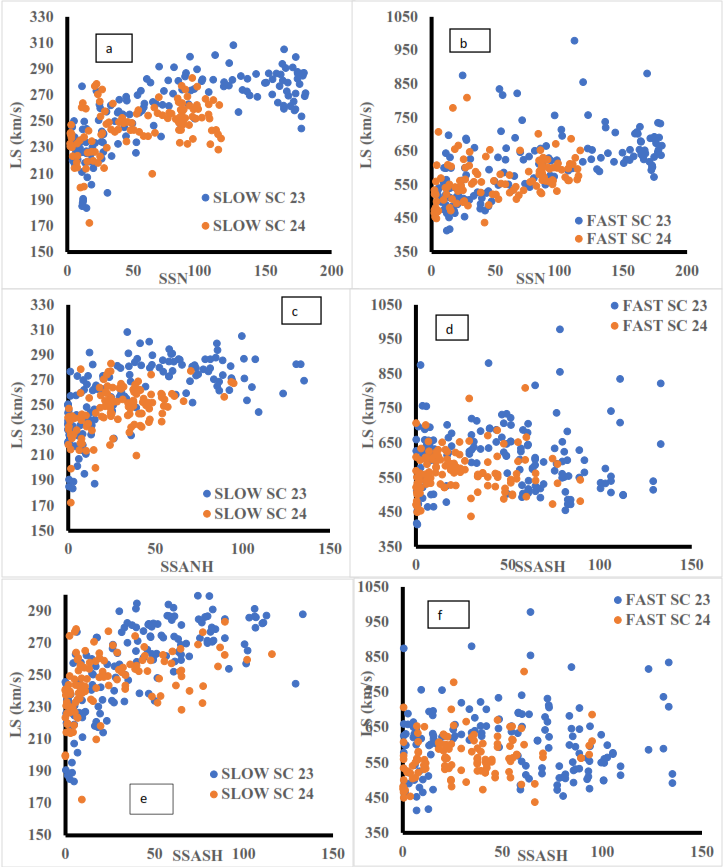 330
310
290
270
250
230
210
190
170
150
LS (km/s)
a
SLOW SC 23
SLOW SC 24
0 50 100 150 200
SSN
1050
950
850
750
650
550
450
350
LS (km/s)
b
FAST SC 23
FAST SC 24
0 50 100 150 200
SSN
330
310
290
270
250
230
210
190
170
150
LS (km/s)
c
SLOW SC 23
SLOW SC 24
0 50 100 150
SSANH
1050
950
850
750
650
550
450
350
LS (km/s)
d
FAST SC 23
FAST SC 24
0 50 100 150
SSASH
290
270
250
230
210
190
170
150
LS (km/s)
e
SLOW SC 23
SLOW SC 24
0 50 100 150
SSASH
1050
950
850
750
650
550
450
350
LS (km/s)
f
FAST SC 23
FAST SC 24
0 50 100 150
SSASH